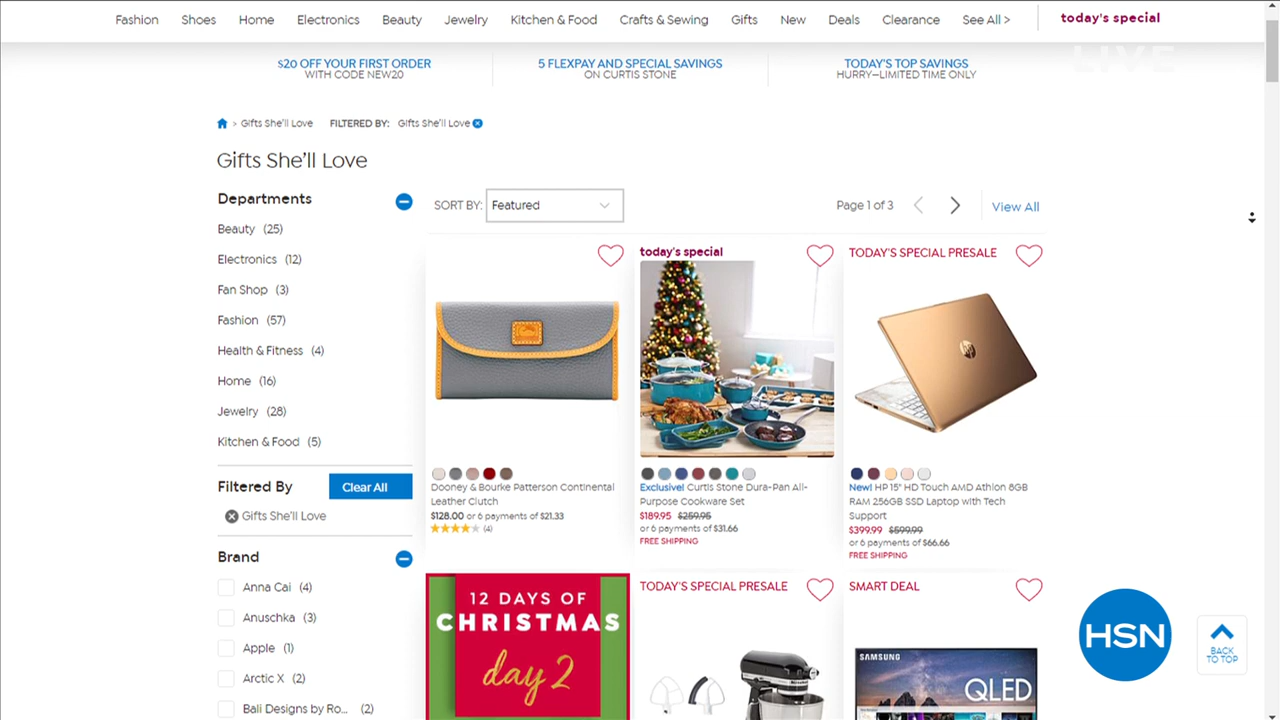 Fashion Shoes Home Electronics Beauty Jewelry Kitchen & Food Crafts & Sewing Gifts New Deals Clearance See All > today's special
LIVE
$20 OFF YOUR FIRST ORDER
WITH CODE NEW20
5 FLEXPAY AND SPECIAL SAVINGS
ON CURTIS STONE
TODAY'S TOP SAVINGS
HURRY—LIMITED TIME ONLY
> Gifts She'll Love FILTERED BY: Gifts She'll Love
Gifts She'll Love
Departments
Beauty (25)
Electronics (12)
Fan Shop (3)
Fashion (57)
Health & Fitness (4)
Home (16)
Jewelry (28)
Kitchen & Food (5)
Filtered By Clear All
Gifts She'll Love
Brand
Anna Cai (4)
Anuschka (3)
Apple (1)
Arctic X (2)
Bali Designs by Ro... (2)
SORT BY: Featured
Page 1 of 3
View All
Dooney & Bourke Patterson Continental
Leather Clutch
$128.00 or 6 payments of $21.33
(4)
today's special
Exclusive! Curtis Stone Dura-Pan All-
Purpose Cookware Set
$189.95 $259.95
or 6 payments of $31.66
FREE SHIPPING
TODAY'S SPECIAL PRESALE
hp
New! HP 15" HD Touch AMD Athlon 8GB
RAM 256GB SSD Laptop with Tech
Support
$399.99 $599.99
or 6 payments of $66.66
FREE SHIPPING
12 DAYS OF
CHRISTMAS
day 2
TODAY'S SPECIAL PRESALE
SMART DEAL
SAMSUNG
QLED
HSN
BACK
TO TOP